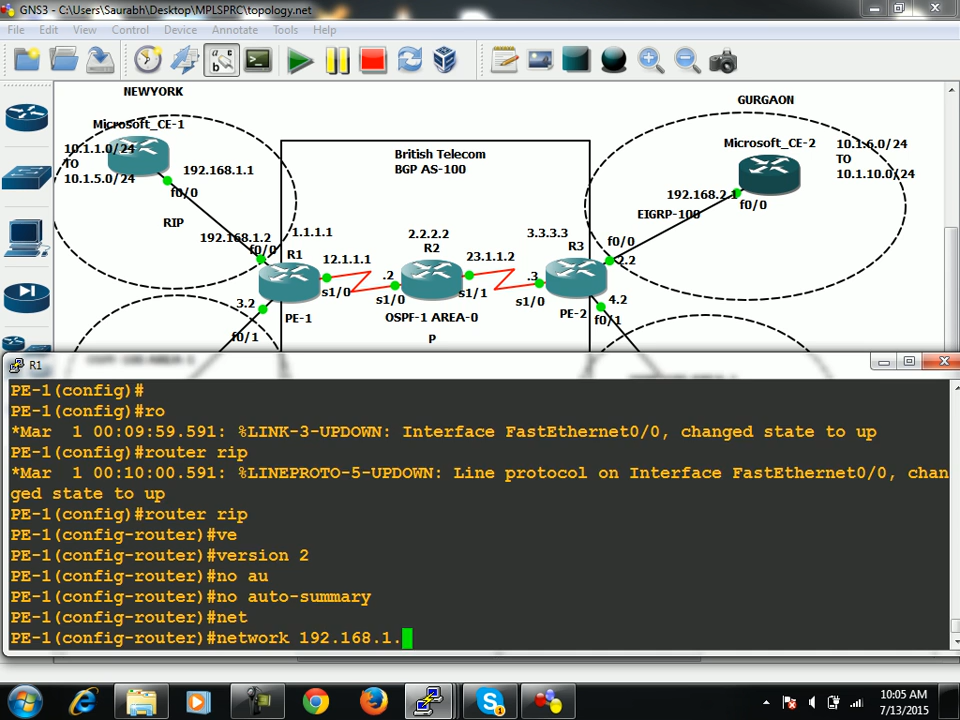 GNS3 - C:\Users\Saurabh\Desktop\MPLSPRC\topology.net
File Edit View Control Device Annotate Tools Help
NEWYORK
GURGAON
Microsoft_CE-1
10.1.1.0/24
TO
10.1.5.0/24
192.168.1.1
f0/0
RIP
192.168.1.2
f0/0
British Telecom
BGP AS-100
Microsoft_CE-2
10.1.6.0/24
TO
10.1.10.0/24
192.168.2.1
f0/0
EIGRP-100
1.1.1.1
R1
12.1.1.1
s1/0
PE-1
3.2
f0/1
2.2.2.2
R2
.2
s1/0
23.1.1.2
s1/1
OSPF-1 AREA-0
P
3.3.3.3
R3
.3
s1/0
f0/0
2.2
PE-2
4.2
f0/1
R1
PE-1(config)#
PE-1(config)#ro
*Mar  1 00:09:59.591: %LINK-3-UPDOWN: Interface FastEthernet0/0, changed state to up
PE-1(config)#router rip
*Mar  1 00:10:00.591: %LINEPROTO-5-UPDOWN: Line protocol on Interface FastEthernet0/0, chan
ged state to up
PE-1(config)#router rip
PE-1(config-router)#ve
PE-1(config-router)#version 2
PE-1(config-router)#no au
PE-1(config-router)#no auto-summary
PE-1(config-router)#net
PE-1(config-router)#network 192.168.1.
10:05 AM
7/13/2015